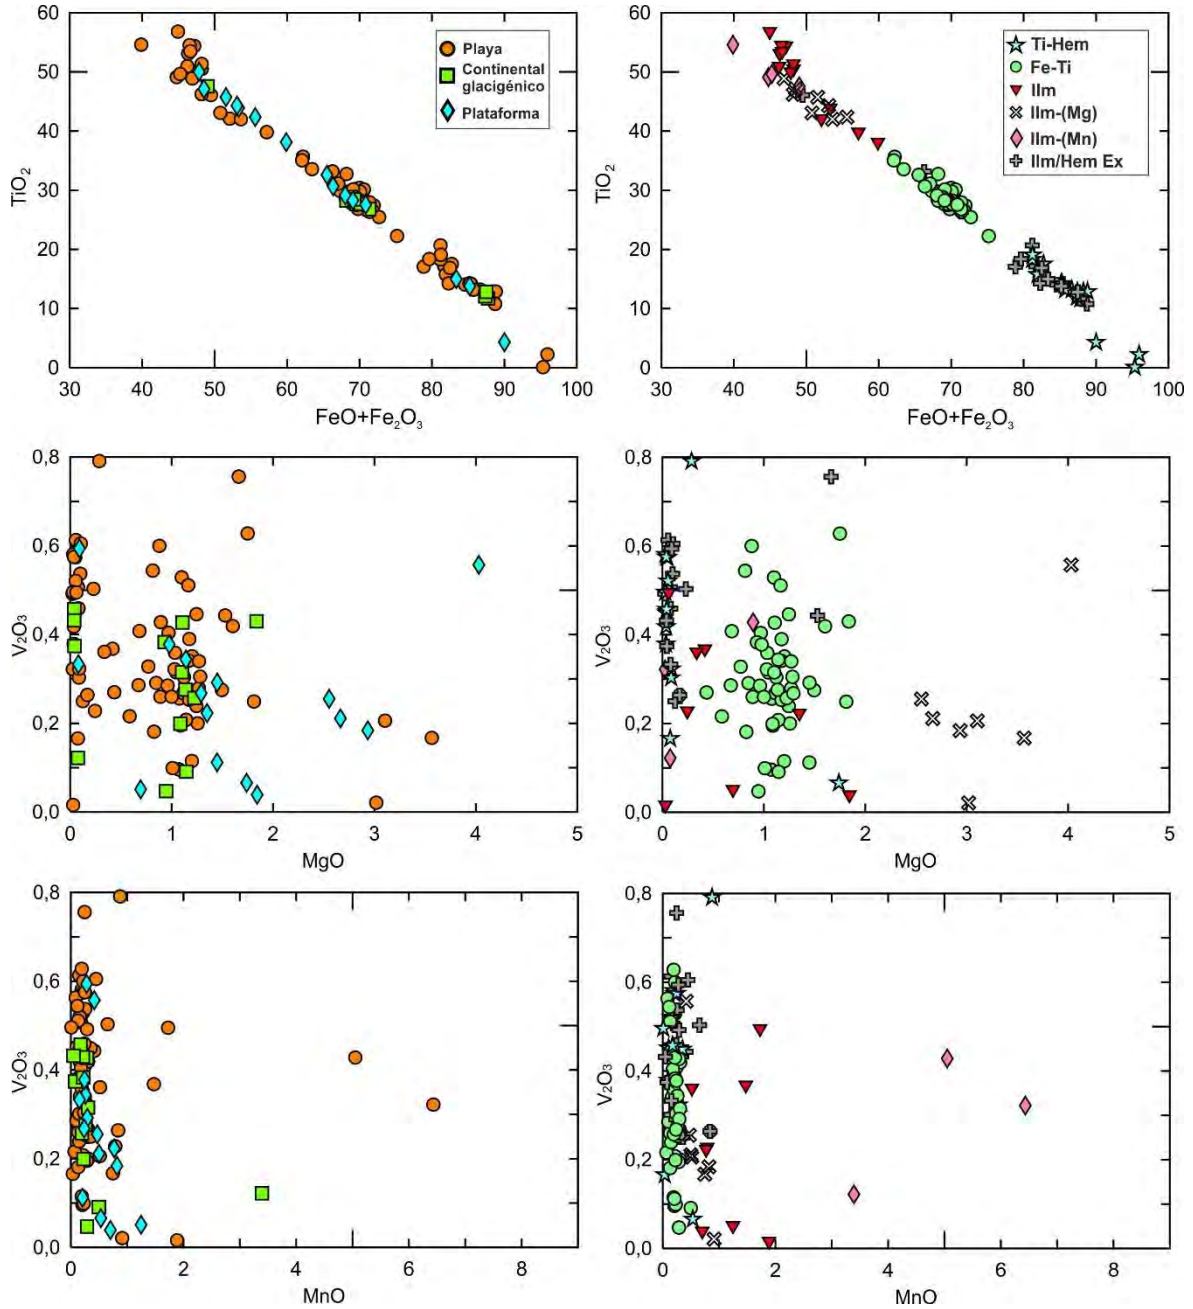 TiO₂
60
50
40
30
20
10
0
Playa
Continental
glacigénico
Plataforma
30 40 50 60 70 80 90 100
FeO+Fe₂O₃
TiO₂
60
50
40
30
20
10
0
Ti-Hem
Fe-Ti
Ilm
Ilm-(Mg)
Ilm-(Mn)
Ilm/Hem Ex
30 40 50 60 70 80 90 100
FeO+Fe₂O₃
V₂O₃
0,8
0,6
0,4
0,2
0,0
0 1 2 3 4 5
MgO
V₂O₃
0,8
0,6
0,4
0,2
0,0
0 1 2 3 4 5
MgO
V₂O₃
0,8
0,6
0,4
0,2
0,0
0 2 4 6 8
MnO
V₂O₃
0,8
0,6
0,4
0,2
0,0
0 2 4 6 8
MnO